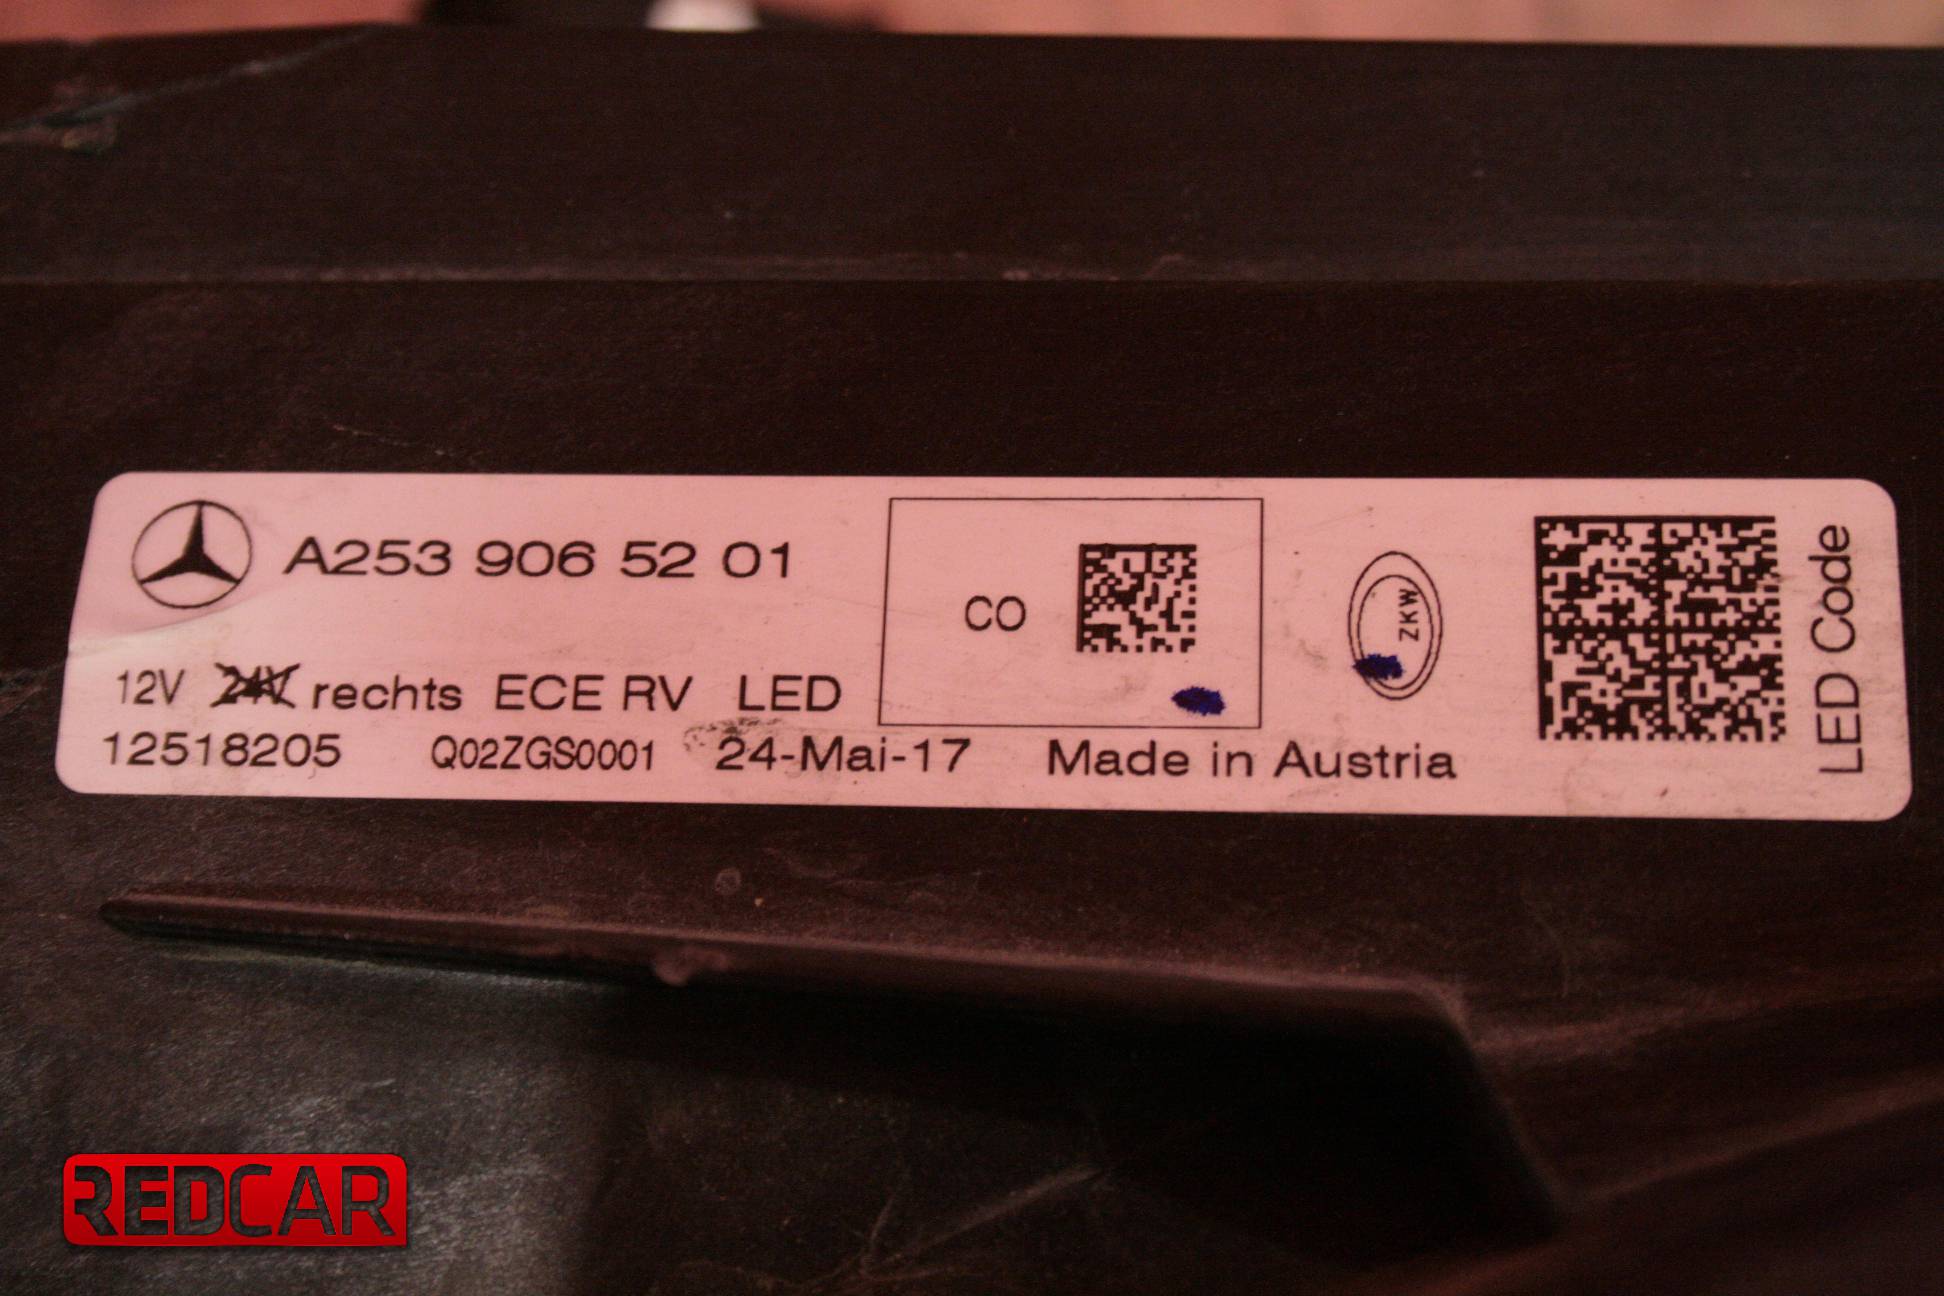 A253 906 52 01
CO
ZKW
LED Code
12V 24V rechts ECE RV LED
12518205 Q02ZGS0001 24-Mai-17 Made in Austria
REDCAR